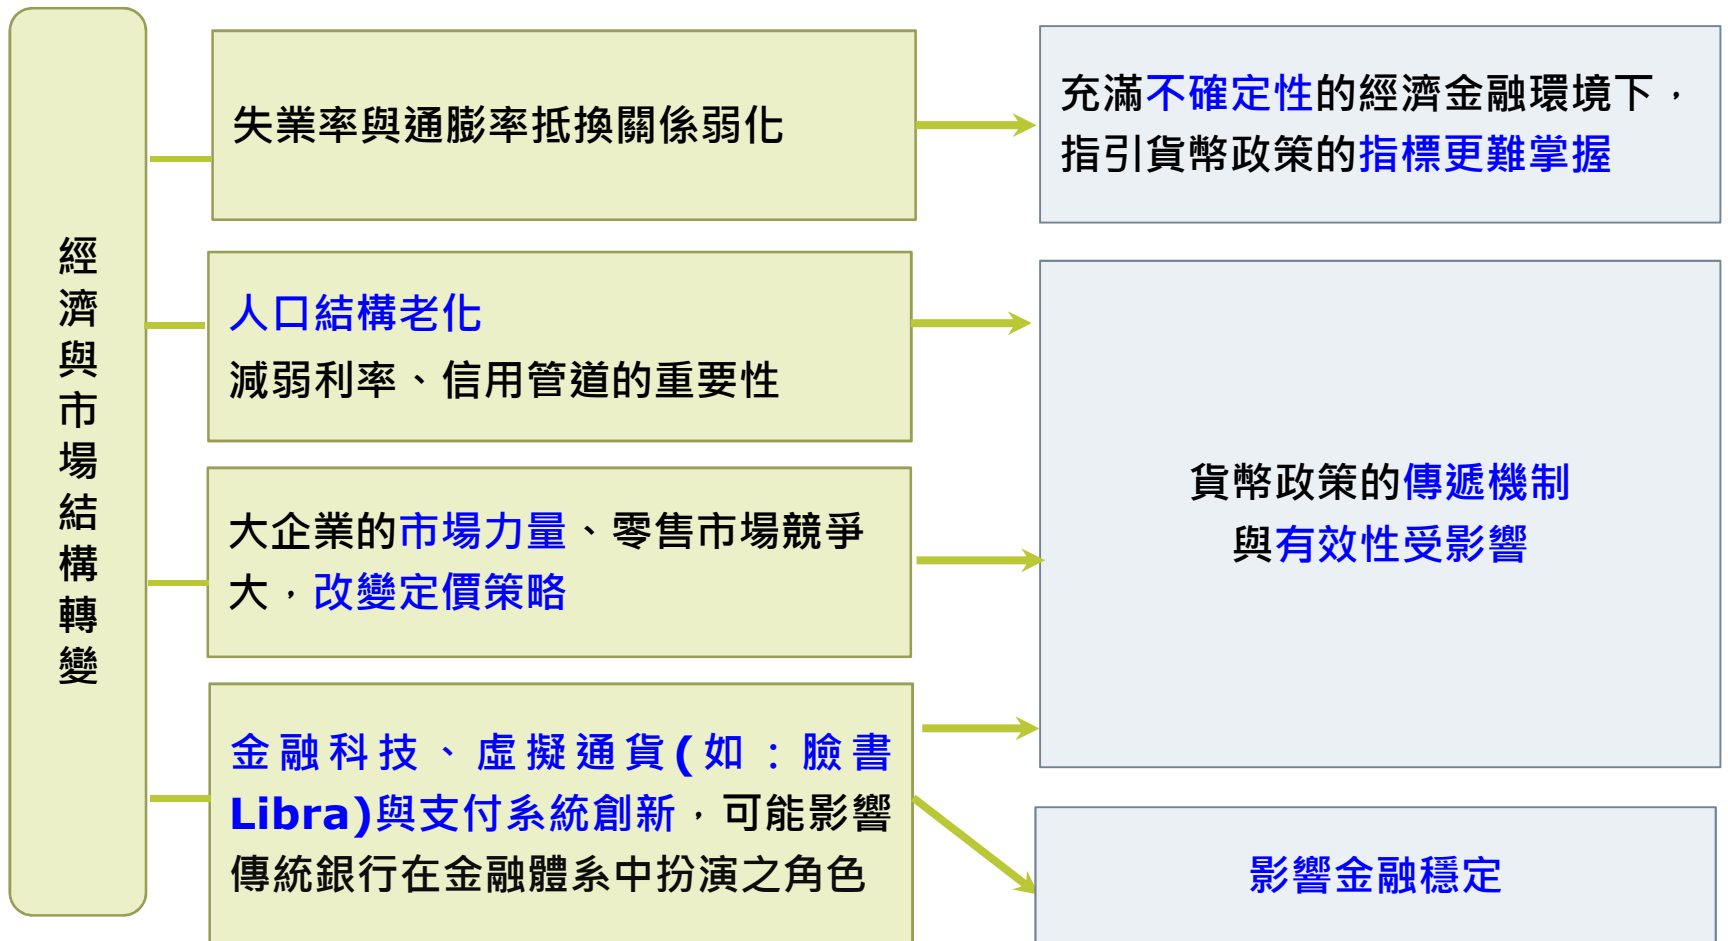 經濟與市場結構轉變
失業率與通膨率抵換關係弱化
充滿不確定性的經濟金融環境下，
指引貨幣政策的指標更難掌握
人口結構老化
減弱利率、信用管道的重要性
大企業的市場力量、零售市場競爭
大，改變定價策略
貨幣政策的傳遞機制
與有效性受影響
金融科技、虛擬通貨(如：臉書
Libra)與支付系統創新，可能影響
傳統銀行在金融體系中扮演之角色
影響金融穩定